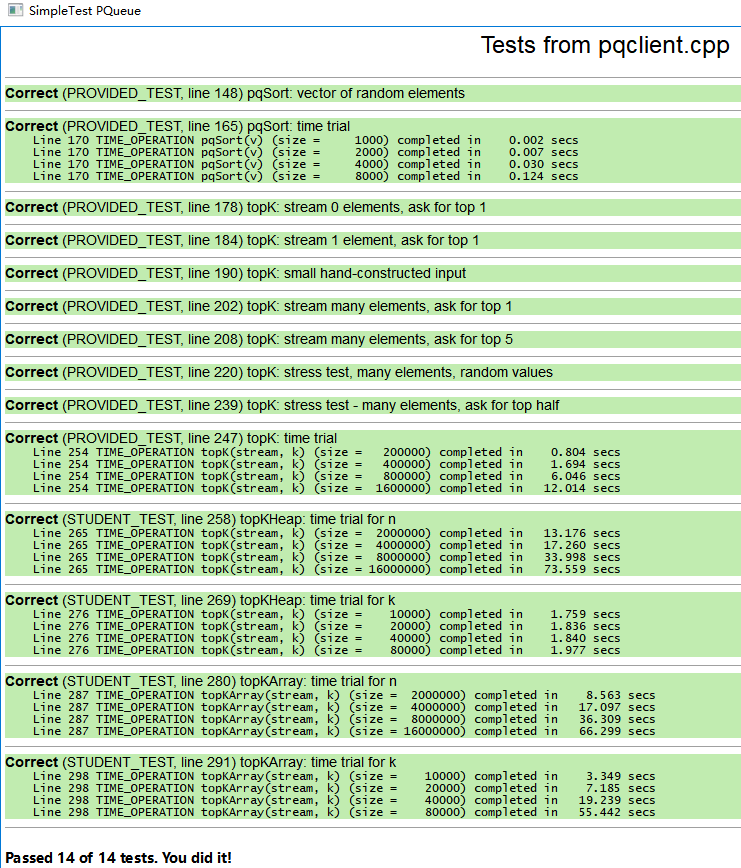 SimpleTest PQueue
Tests from pqclient.cpp
Correct (PROVIDED_TEST, line 148) pqSort: vector of random elements
Correct (PROVIDED_TEST, line 165) pqSort: time trial
Line 170 TIME_OPERATION pqSort(v) (size =     1000) completed in    0.002 secs
Line 170 TIME_OPERATION pqSort(v) (size =     2000) completed in    0.007 secs
Line 170 TIME_OPERATION pqSort(v) (size =     4000) completed in    0.030 secs
Line 170 TIME_OPERATION pqSort(v) (size =     8000) completed in    0.124 secs
Correct (PROVIDED_TEST, line 178) topK: stream 0 elements, ask for top 1
Correct (PROVIDED_TEST, line 184) topK: stream 1 element, ask for top 1
Correct (PROVIDED_TEST, line 190) topK: small hand-constructed input
Correct (PROVIDED_TEST, line 202) topK: stream many elements, ask for top 1
Correct (PROVIDED_TEST, line 208) topK: stream many elements, ask for top 5
Correct (PROVIDED_TEST, line 220) topK: stress test, many elements, random values
Correct (PROVIDED_TEST, line 239) topK: stress test - many elements, ask for top half
Correct (PROVIDED_TEST, line 247) topK: time trial
Line 254 TIME_OPERATION topK(stream, k) (size =   200000) completed in    0.804 secs
Line 254 TIME_OPERATION topK(stream, k) (size =   400000) completed in    1.694 secs
Line 254 TIME_OPERATION topK(stream, k) (size =   800000) completed in    6.046 secs
Line 254 TIME_OPERATION topK(stream, k) (size =  1600000) completed in   12.014 secs
Correct (STUDENT_TEST, line 258) topKHeap: time trial for n
Line 265 TIME_OPERATION topK(stream, k) (size =  2000000) completed in   13.176 secs
Line 265 TIME_OPERATION topK(stream, k) (size =  4000000) completed in   17.260 secs
Line 265 TIME_OPERATION topK(stream, k) (size =  8000000) completed in   33.998 secs
Line 265 TIME_OPERATION topK(stream, k) (size = 16000000) completed in   73.559 secs
Correct (STUDENT_TEST, line 269) topKHeap: time trial for k
Line 276 TIME_OPERATION topK(stream, k) (size =    10000) completed in    1.759 secs
Line 276 TIME_OPERATION topK(stream, k) (size =    20000) completed in    1.836 secs
Line 276 TIME_OPERATION topK(stream, k) (size =    40000) completed in    1.840 secs
Line 276 TIME_OPERATION topK(stream, k) (size =    80000) completed in    1.977 secs
Correct (STUDENT_TEST, line 280) topKArray: time trial for n
Line 287 TIME_OPERATION topKArray(stream, k) (size =  2000000) completed in    8.563 secs
Line 287 TIME_OPERATION topKArray(stream, k) (size =  4000000) completed in   17.097 secs
Line 287 TIME_OPERATION topKArray(stream, k) (size =  8000000) completed in   36.309 secs
Line 287 TIME_OPERATION topKArray(stream, k) (size = 16000000) completed in   66.299 secs
Correct (STUDENT_TEST, line 291) topKArray: time trial for k
Line 298 TIME_OPERATION topKArray(stream, k) (size =    10000) completed in    3.349 secs
Line 298 TIME_OPERATION topKArray(stream, k) (size =    20000) completed in    7.185 secs
Line 298 TIME_OPERATION topKArray(stream, k) (size =    40000) completed in   19.239 secs
Line 298 TIME_OPERATION topKArray(stream, k) (size =    80000) completed in   55.442 secs
Passed 14 of 14 tests. You did it!